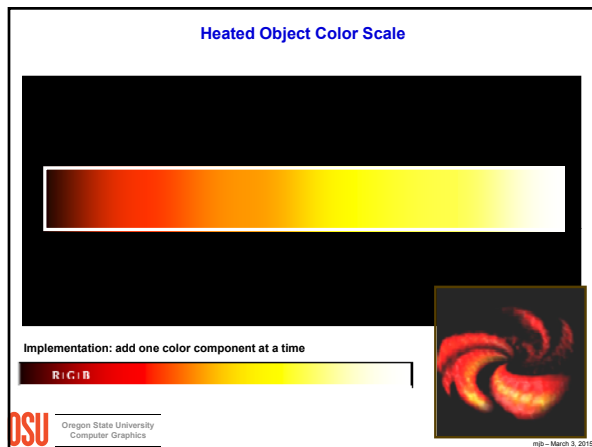 Heated Object Color Scale
Implementation: add one color component at a time
R | G | B
OSU
Oregon State University
Computer Graphics
mjb – March 3, 2015